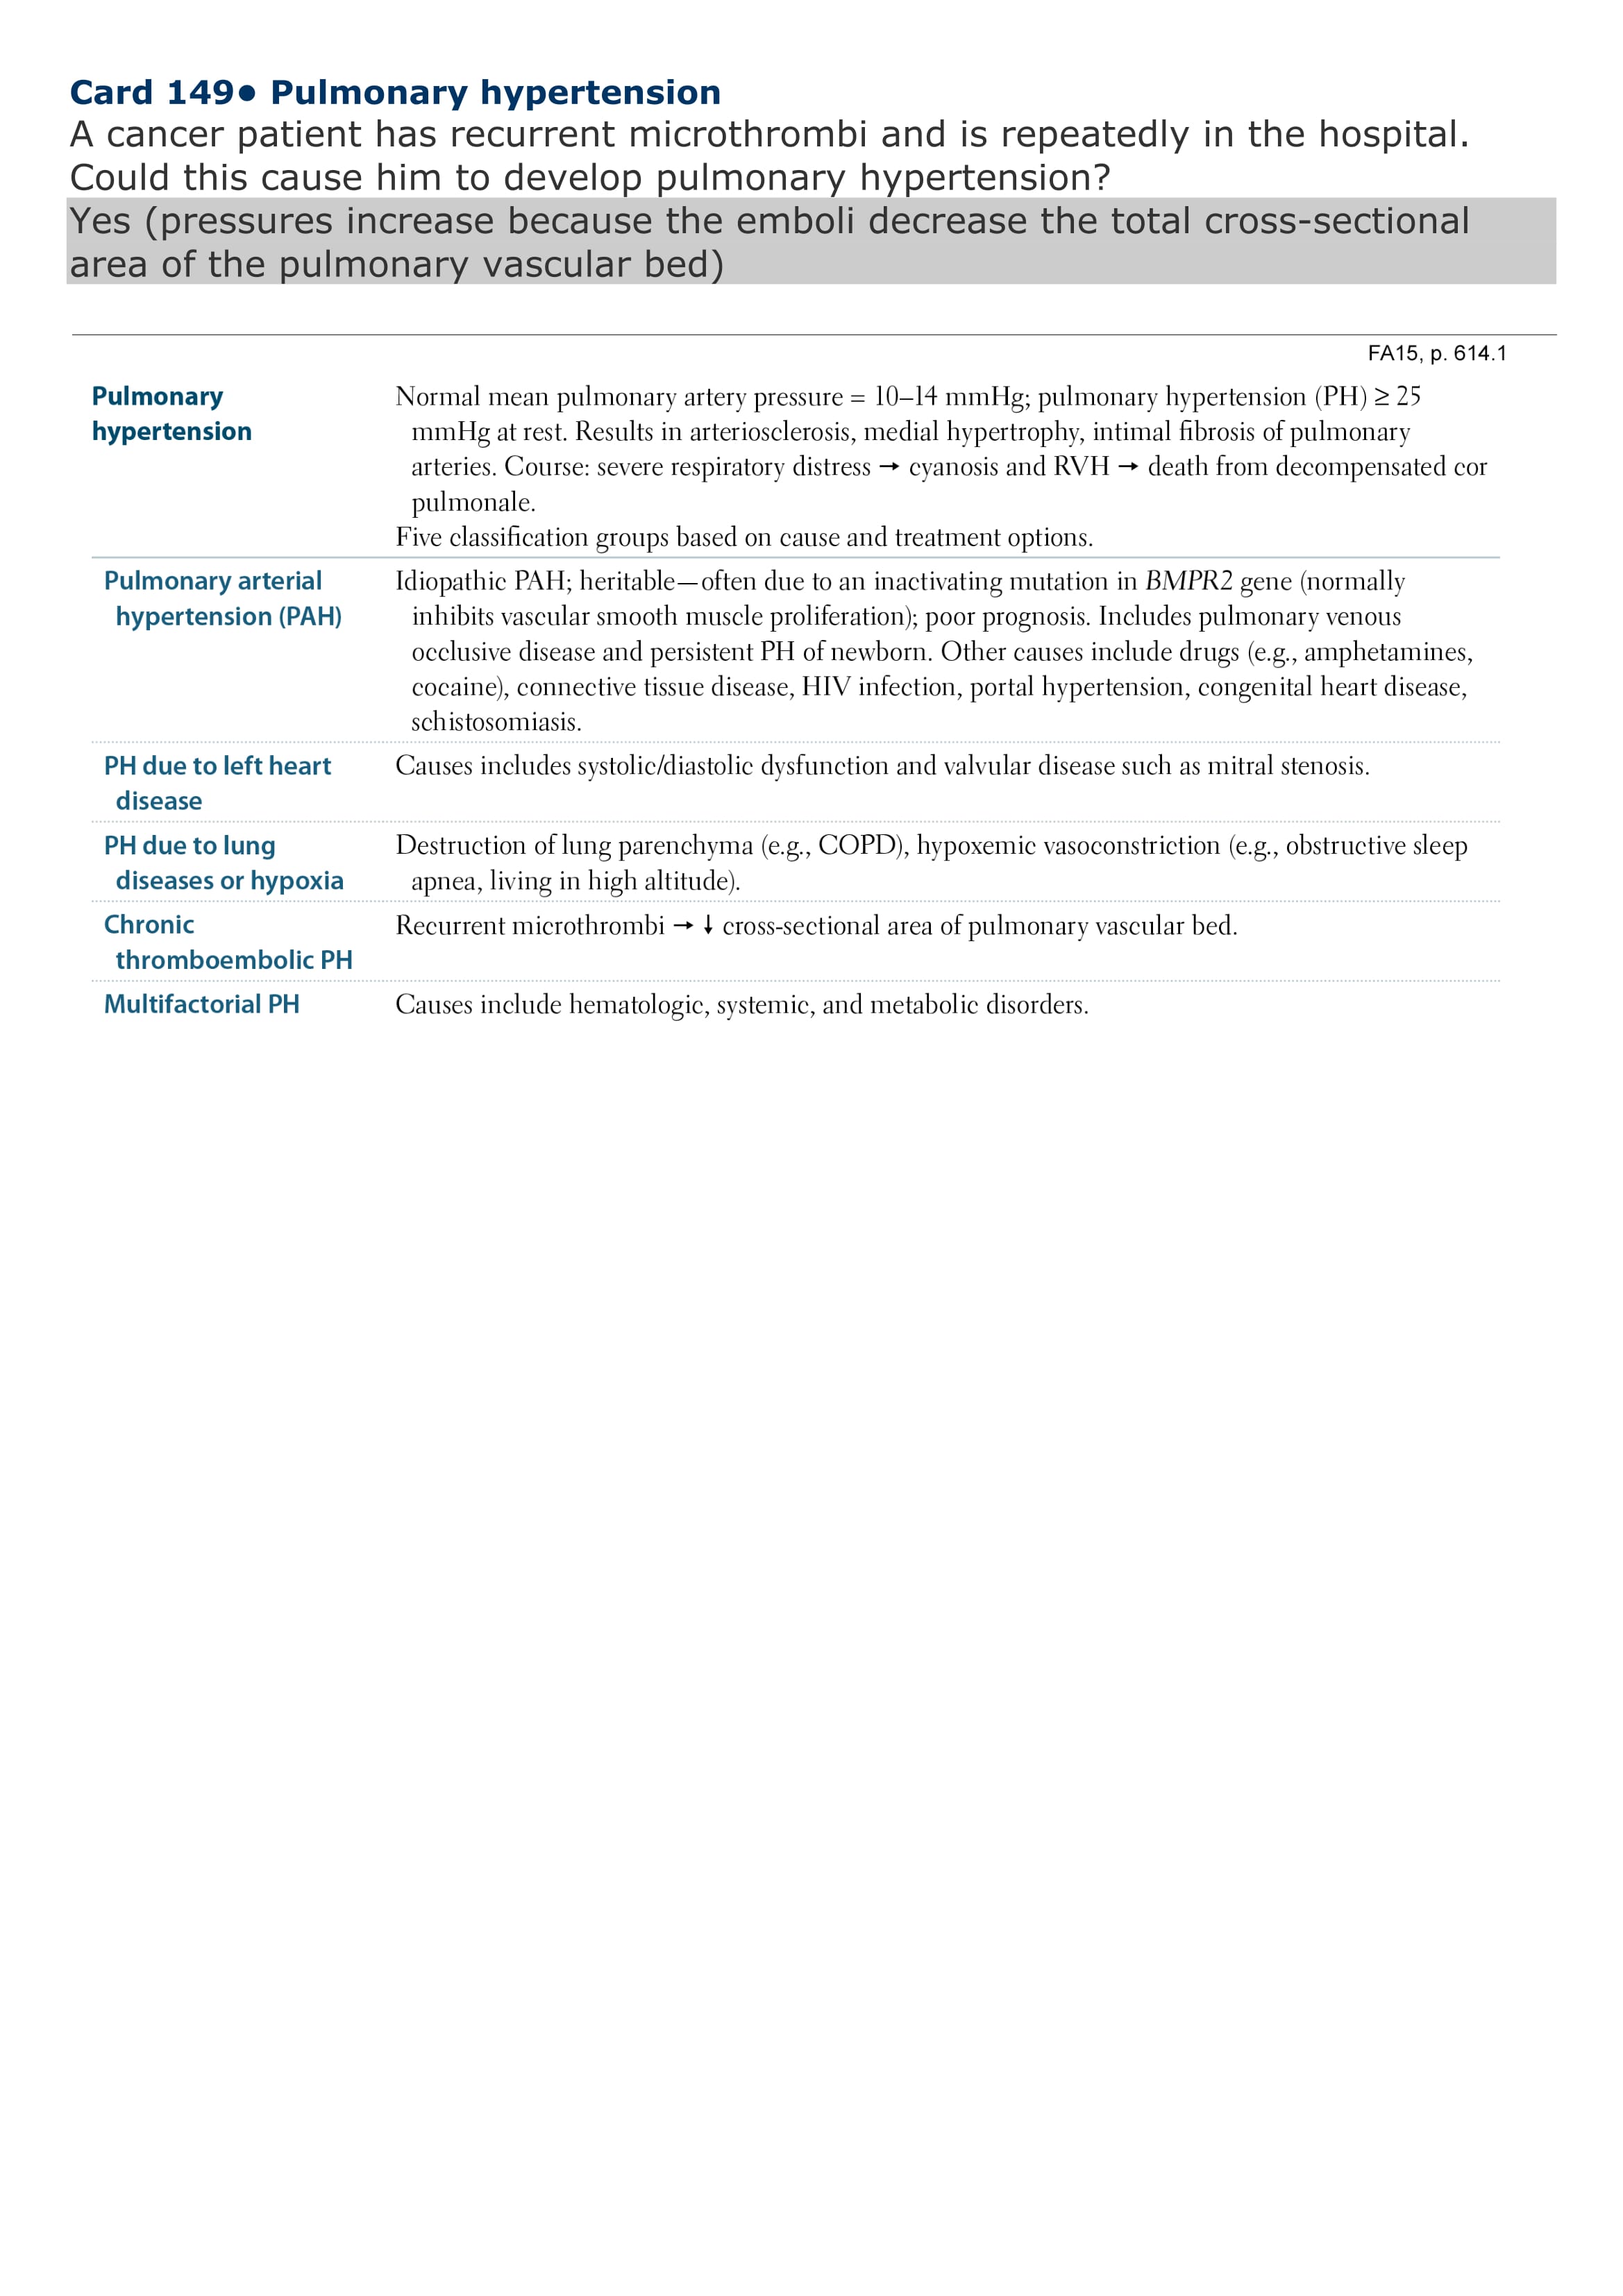 Card 149• Pulmonary hypertension
A cancer patient has recurrent microthrombi and is repeatedly in the hospital.
Could this cause him to develop pulmonary hypertension?
Yes (pressures increase because the emboli decrease the total cross-sectional
area of the pulmonary vascular bed)
FA15, p. 614.1
Pulmonary
hypertension
Normal mean pulmonary artery pressure = 10–14 mmHg; pulmonary hypertension (PH) ≥ 25
mmHg at rest. Results in arteriosclerosis, medial hypertrophy, intimal fibrosis of pulmonary
arteries. Course: severe respiratory distress → cyanosis and RVH → death from decompensated cor
pulmonale.
Five classification groups based on cause and treatment options.
Pulmonary arterial
hypertension (PAH)
Idiopathic PAH; heritable—often due to an inactivating mutation in BMPR2 gene (normally
inhibits vascular smooth muscle proliferation); poor prognosis. Includes pulmonary venous
occlusive disease and persistent PH of newborn. Other causes include drugs (e.g., amphetamines,
cocaine), connective tissue disease, HIV infection, portal hypertension, congenital heart disease,
schistosomiasis.
PH due to left heart
disease
Causes includes systolic/diastolic dysfunction and valvular disease such as mitral stenosis.
PH due to lung
diseases or hypoxia
Destruction of lung parenchyma (e.g., COPD), hypoxemic vasoconstriction (e.g., obstructive sleep
apnea, living in high altitude).
Chronic
thromboembolic PH
Recurrent microthrombi → ↓ cross-sectional area of pulmonary vascular bed.
Multifactorial PH
Causes include hematologic, systemic, and metabolic disorders.